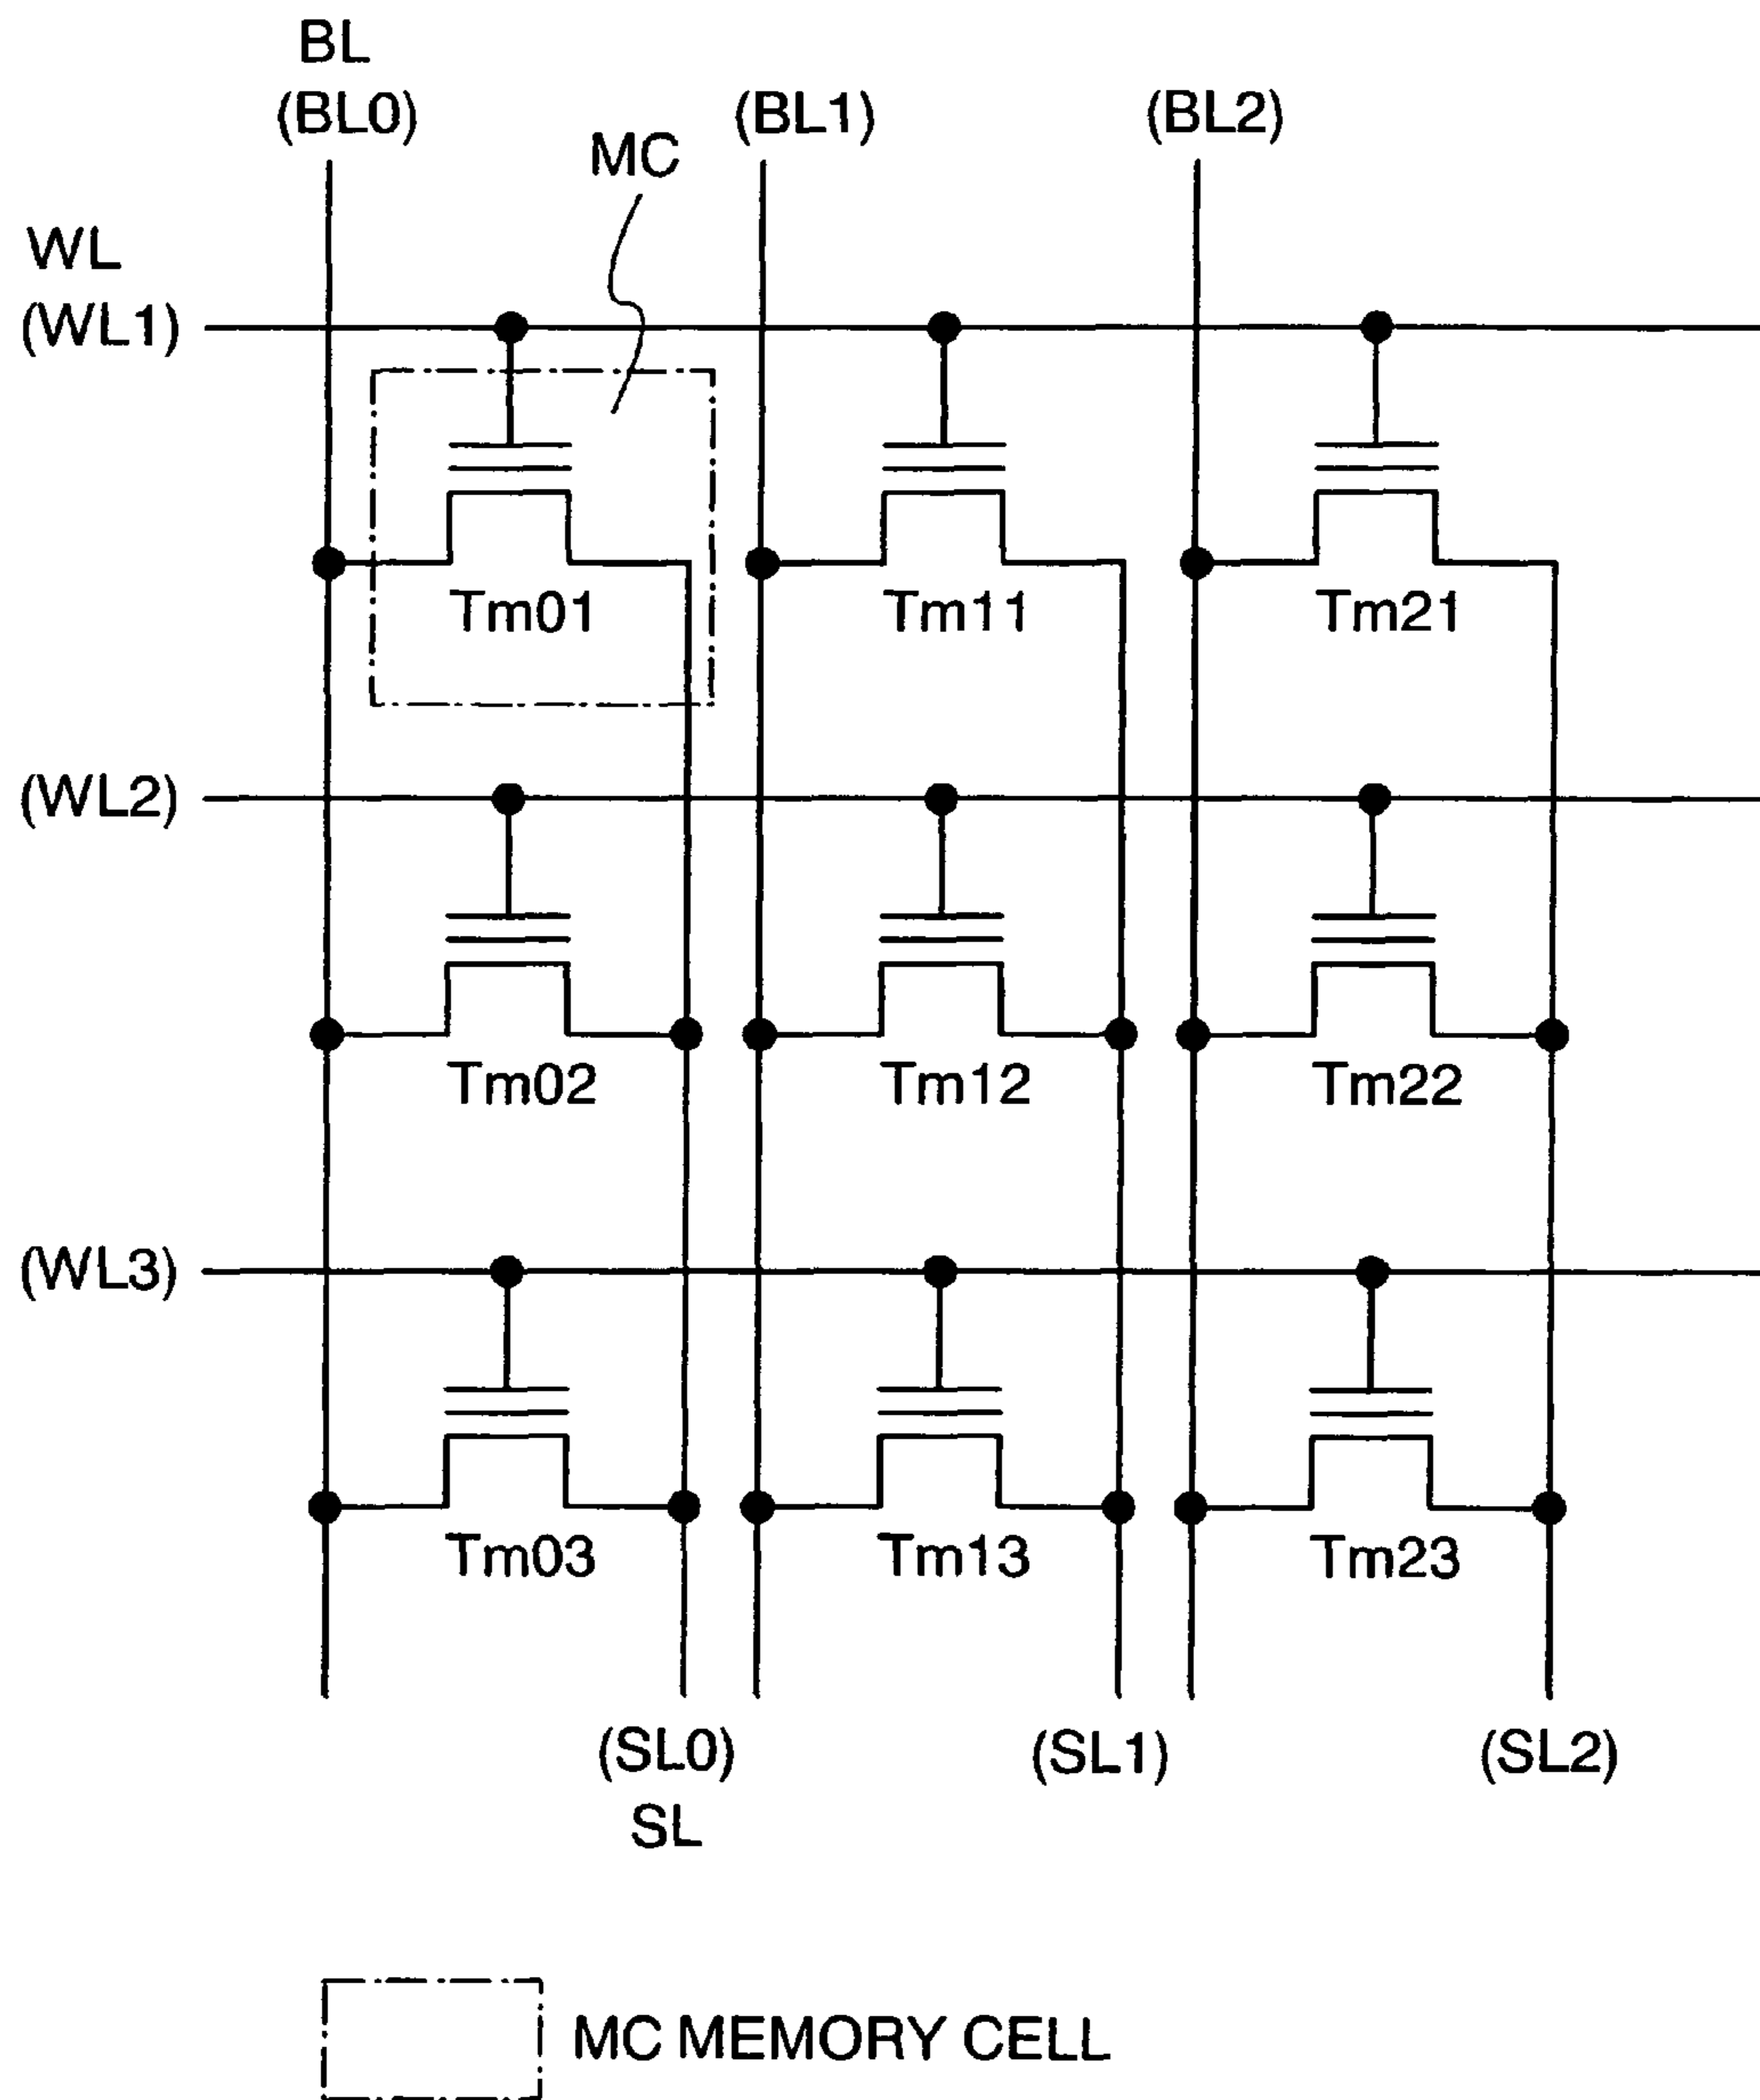 BL
(BL0)
(BL1)
(BL2)
MC
WL
(WL1)
Tm01
Tm11
Tm21
(WL2)
Tm02
Tm12
Tm22
(WL3)
Tm03
Tm13
Tm23
(SL0)
(SL1)
(SL2)
SL
MC MEMORY CELL